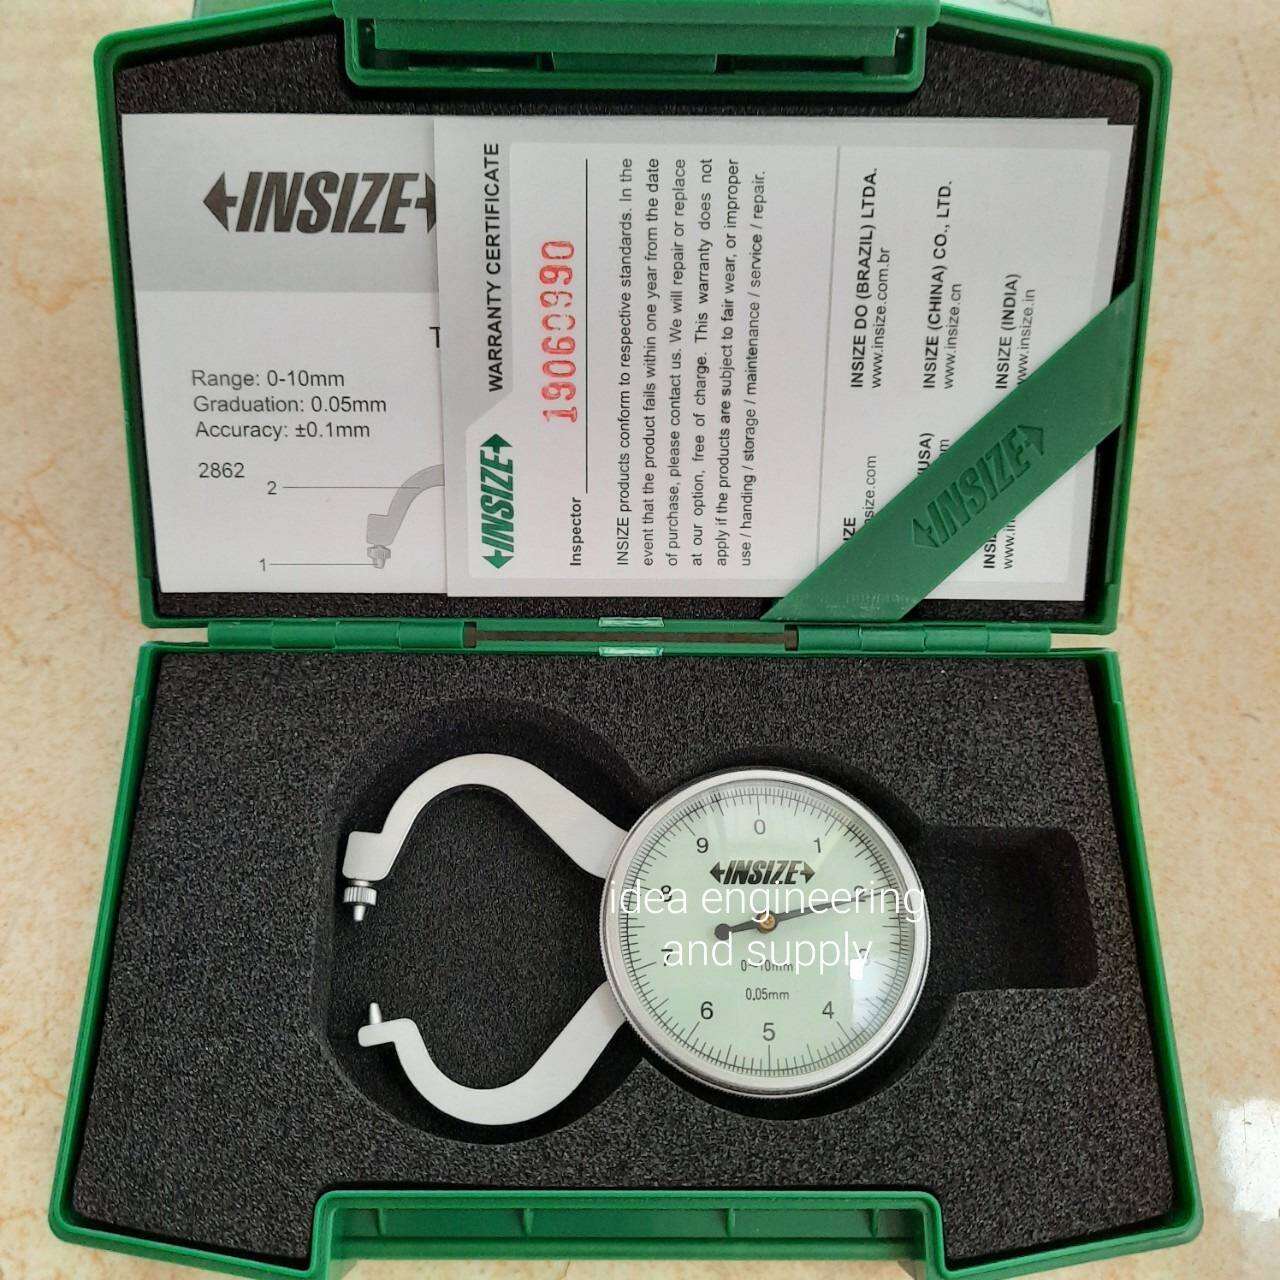 INSIZE
Range: 0-10mm
Graduation: 0.05mm
Accuracy: ±0.1mm
2862
2
1
WARRANTY CERTIFICATE
INSIZE
Inspector
INSIZE products conform to respective standards. In the
event that the product fails within one year from the date
of purchase, please contact us. We will repair or replace
at our option, free of charge. This warranty does not
apply if the products are subject to fair wear, or improper
use / handing / storage / maintenance / service / repair.
INSIZE DO (BRAZIL) LTDA.
www.insize.com.br
INSIZE (CHINA) CO., LTD.
www.insize.cn
INSIZE (INDIA)
www.insize.in
INSIZE
0
1
4
5
6
7
8
9
INSIZE
0-10mm
0.05mm
idea engineering
and supply